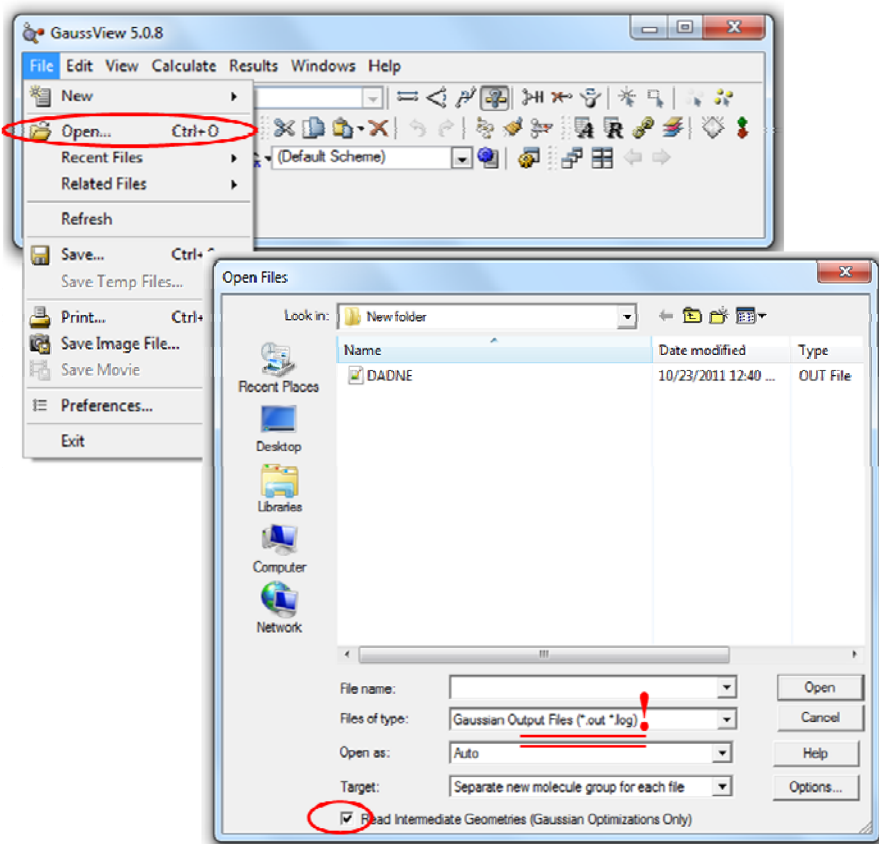 GaussView 5.0.8
File Edit View Calculate Results Windows Help
New
Open... Ctrl+O
(Default Scheme)
Recent Files
Related Files
Refresh
Save... Ctrl+
Save Temp Files...
Print... Ctrl+
Save Image File...
Save Movie
Preferences...
Exit
Open Files
Look in: New folder
Name Date modified Type
DADNE 10/23/2011 12:40 ... OUT File
Recent Places
Desktop
Libraries
Computer
Network
File name: Open
Files of type: Gaussian Output Files (*.out *.log) ! Cancel
Open as: Auto Help
Target: Separate new molecule group for each file Options...
Read Intermediate Geometries (Gaussian Optimizations Only)